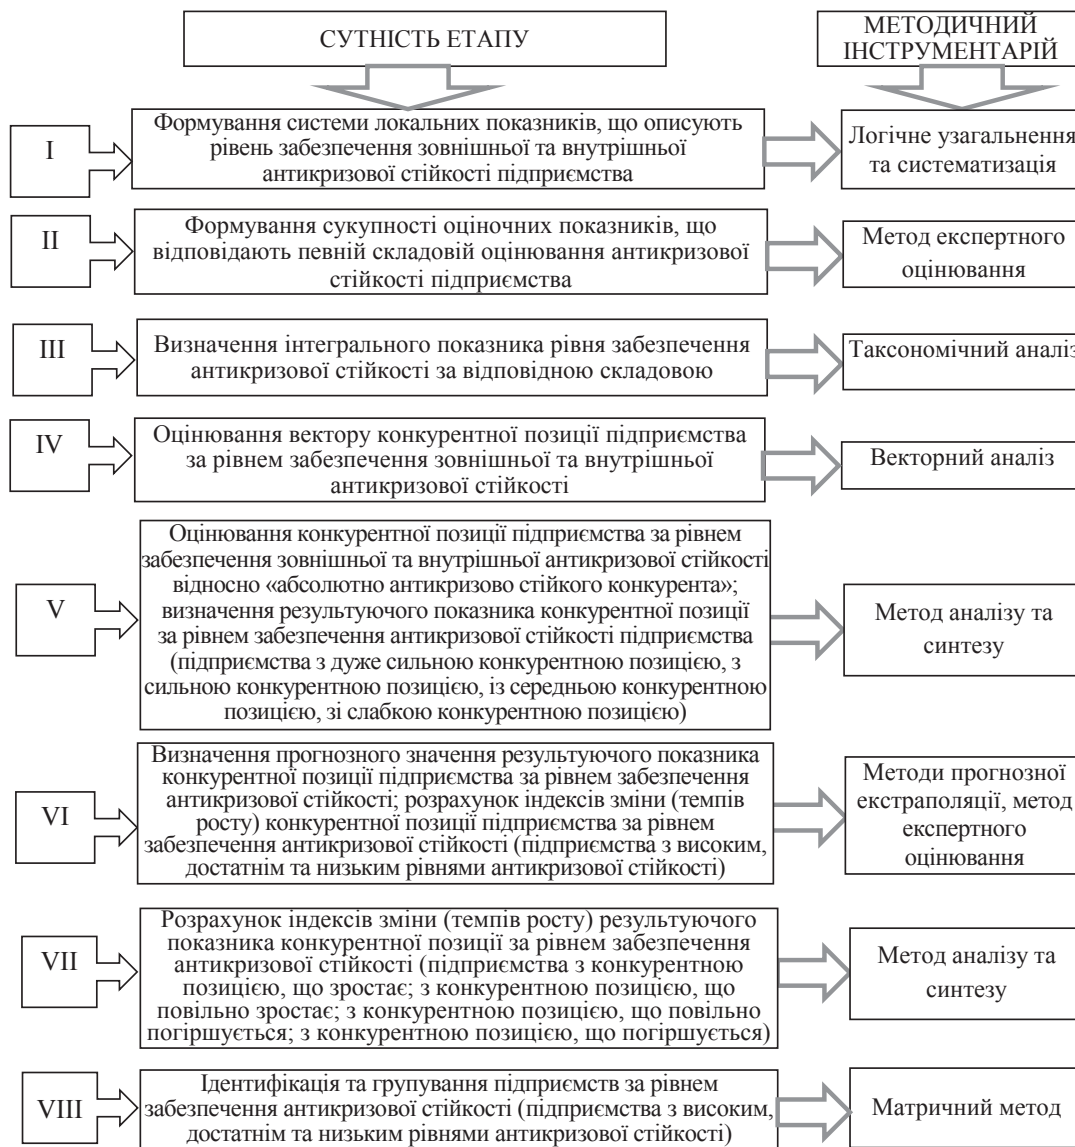 СУТНІСТЬ ЕТАПУ
МЕТОДИЧНИЙ
ІНСТРУМЕНТАРІЙ
I
Формування системи локальних показників, що описують
рівень забезпечення зовнішньої та внутрішньої
антикризової стійкості підприємства
Логічне узагальнення
та систематизація
II
Формування сукупності оціночних показників, що
відповідають певній складовій оцінювання антикризової
стійкості підприємства
Метод експертного
оцінювання
III
Визначення інтегрального показника рівня забезпечення
антикризової стійкості за відповідною складовою
Таксономічний аналіз
IV
Оцінювання вектору конкурентної позиції підприємства
за рівнем забезпечення зовнішньої та внутрішньої
антикризової стійкості
Векторний аналіз
V
Оцінювання конкурентної позиції підприємства за рівнем
забезпечення зовнішньої та внутрішньої антикризової стійкості
відносно «абсолютно антикризово стійкого конкурента»;
визначення результуючого показника конкурентної позиції
за рівнем забезпечення антикризової стійкості підприємства
(підприємства з дуже сильною конкурентною позицією, з
сильною конкурентною позицією, із середньою конкурентною
позицією, зі слабкою конкурентною позицією)
Метод аналізу та
синтезу
VI
Визначення прогнозного значення результуючого показника
конкурентної позиції підприємства за рівнем забезпечення
антикризової стійкості; розрахунок індексів зміни (темпів
росту) конкурентної позиції підприємства за рівнем
забезпечення антикризової стійкості (підприємства з високим,
достатнім та низьким рівнями антикризової стійкості)
Методи прогнозної
екстраполяції, метод
експертного
оцінювання
VII
Розрахунок індексів зміни (темпів росту) результуючого
показника конкурентної позиції за рівнем забезпечення
антикризової стійкості (підприємства з конкурентною
позицією, що зростає; з конкурентною позицією, що
повільно зростає; з конкурентною позицією, що повільно
погіршується; з конкурентною позицією, що погіршується)
Метод аналізу та
синтезу
VIII
Ідентифікація та групування підприємств за рівнем
забезпечення антикризової стійкості (підприємства з високим,
достатнім та низьким рівнями антикризової стійкості)
Матричний метод